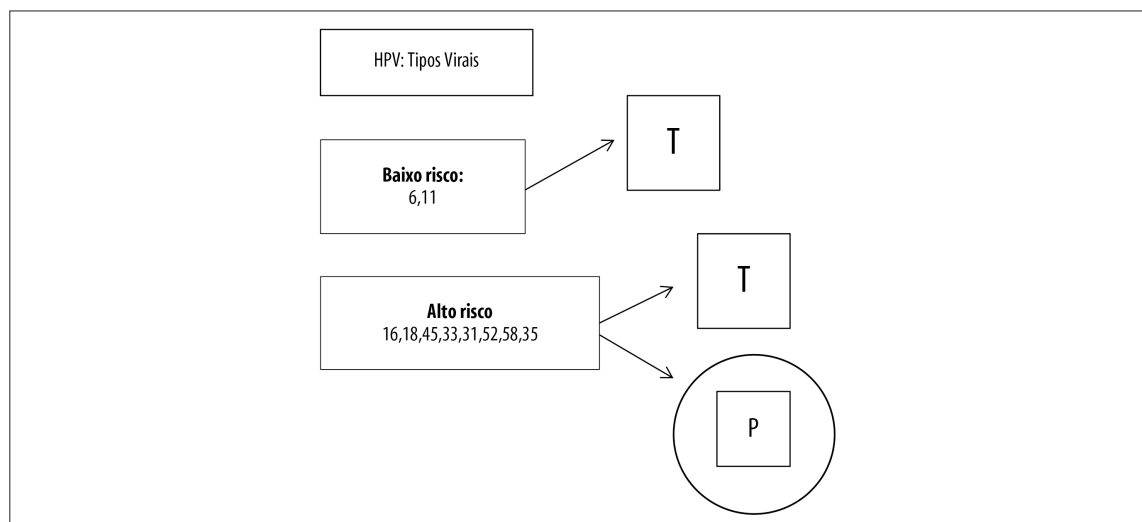 HPV: Tipos Virais
T
Baixo risco:
6,11
T
Alto risco
16,18,45,33,31,52,58,35
P